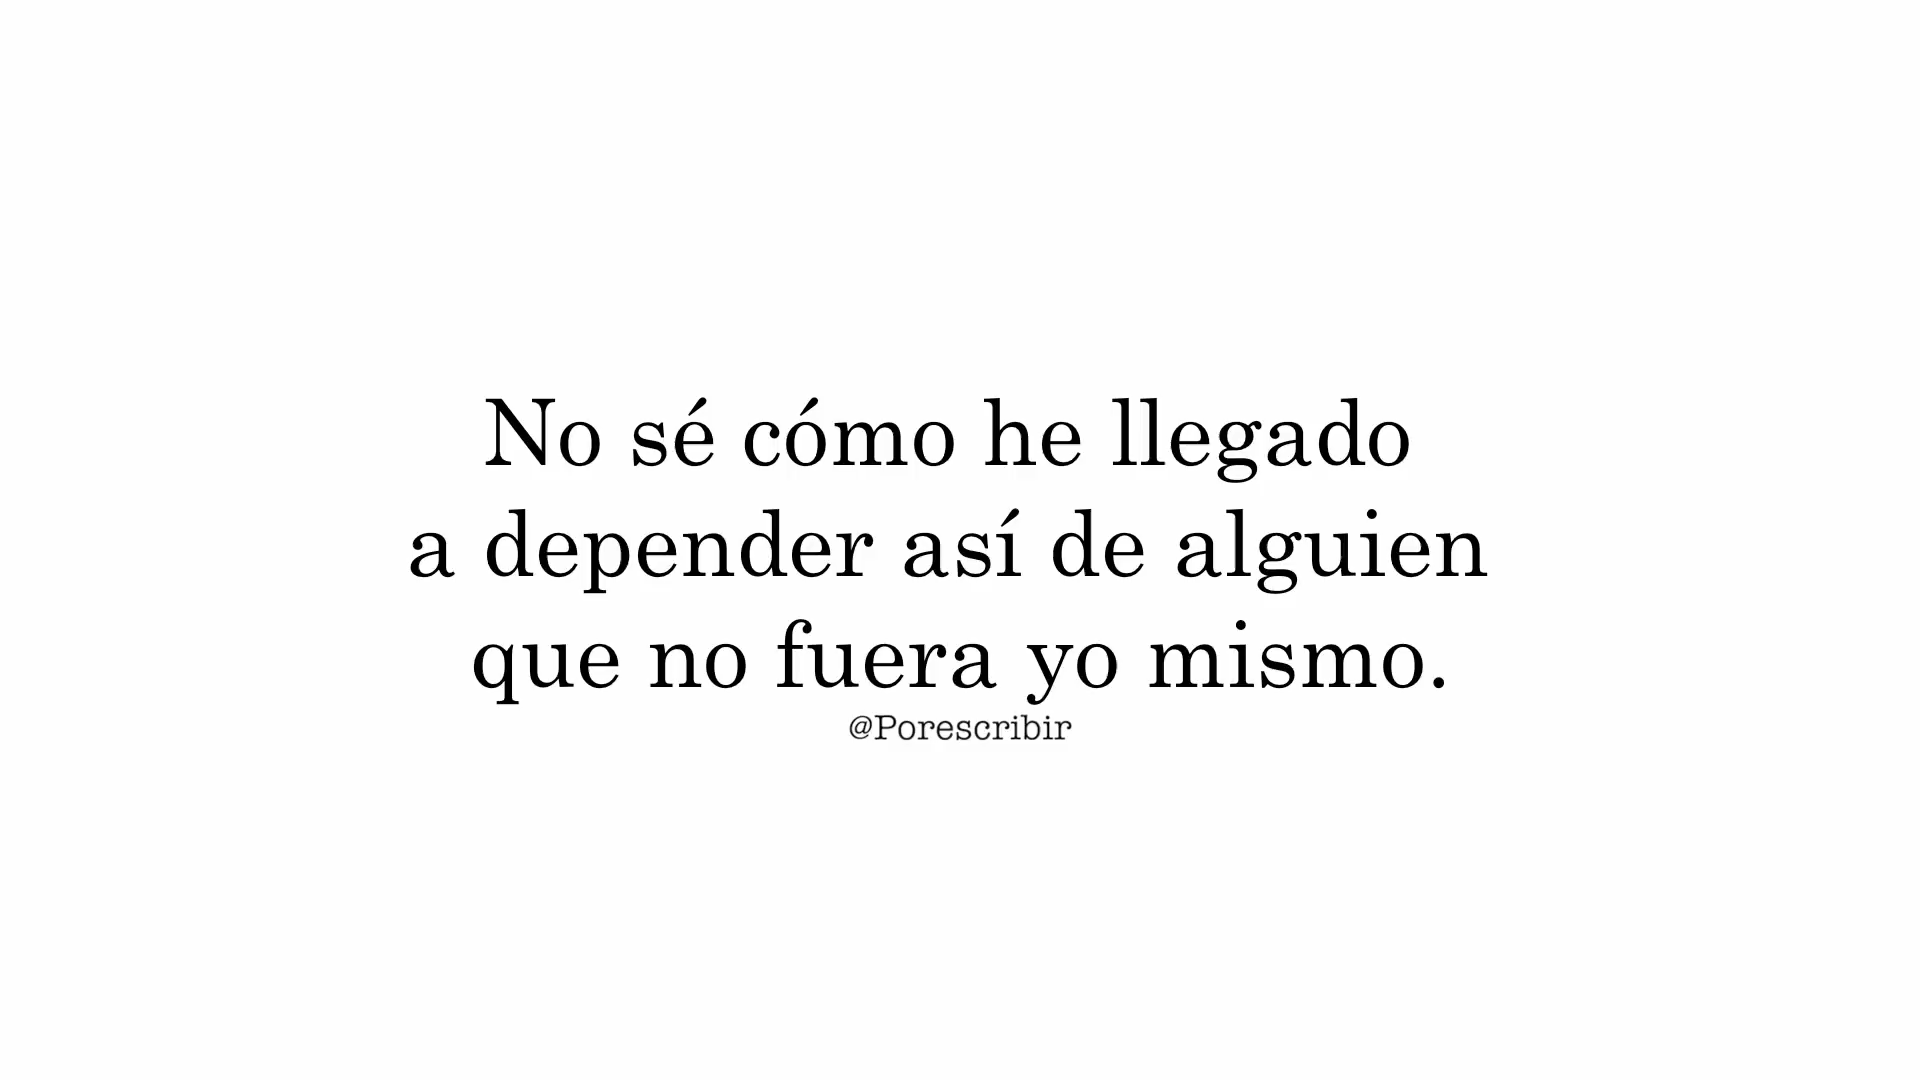 No sé cómo he llegado
a depender así de alguien
que no fuera yo mismo.
@Porescribir